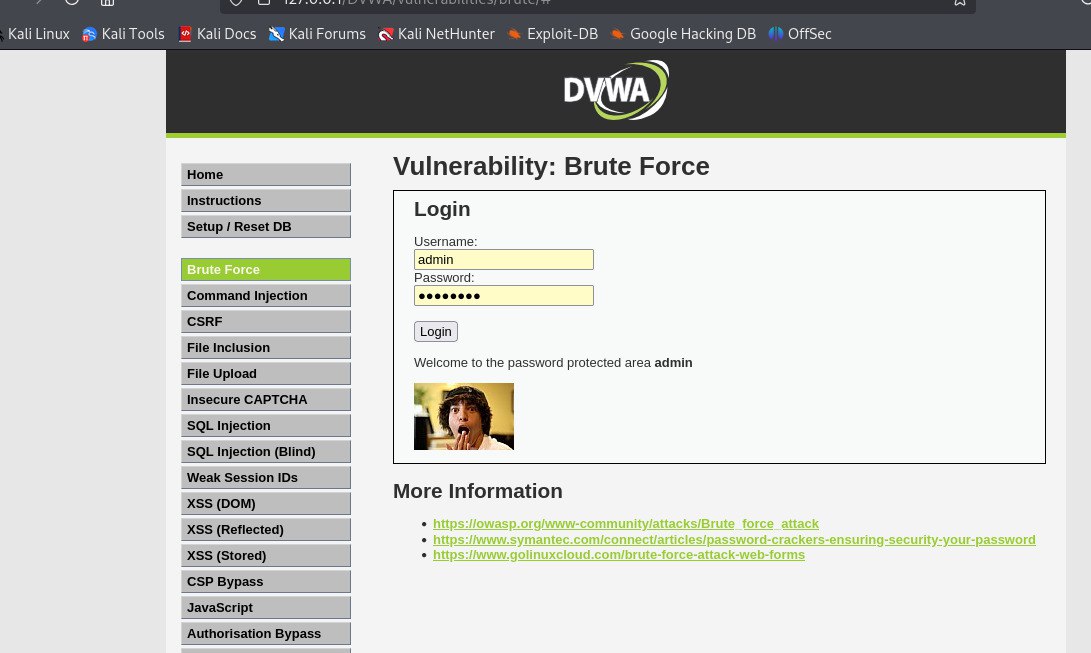 127.0.0.1/DVWA/vulnerabilities/brute/#
Kali Linux Kali Tools Kali Docs Kali Forums Kali NetHunter Exploit-DB Google Hacking DB OffSec
DVWA
Home
Instructions
Setup / Reset DB
Brute Force
Command Injection
CSRF
File Inclusion
File Upload
Insecure CAPTCHA
SQL Injection
SQL Injection (Blind)
Weak Session IDs
XSS (DOM)
XSS (Reflected)
XSS (Stored)
CSP Bypass
JavaScript
Authorisation Bypass
Vulnerability: Brute Force
Login
Username:
admin
Password:
●●●●●●●●
Login
Welcome to the password protected area admin
More Information
https://owasp.org/www-community/attacks/Brute_force_attack
https://www.symantec.com/connect/articles/password-crackers-ensuring-security-your-password
https://www.golinuxcloud.com/brute-force-attack-web-forms